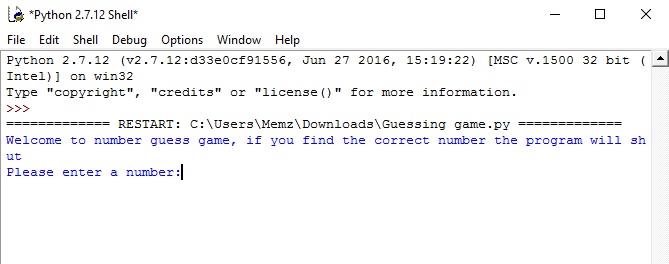 *Python 2.7.12 Shell*
File Edit Shell Debug Options Window Help
Python 2.7.12 (v2.7.12:d33e0cf91556, Jun 27 2016, 15:19:22) [MSC v.1500 32 bit (
Intel)] on win32
Type "copyright", "credits" or "license()" for more information.
>>>
============= RESTART: C:\Users\Memz\Downloads\Guessing game.py =============
Welcome to number guess game, if you find the correct number the program will sh
ut
Please enter a number: